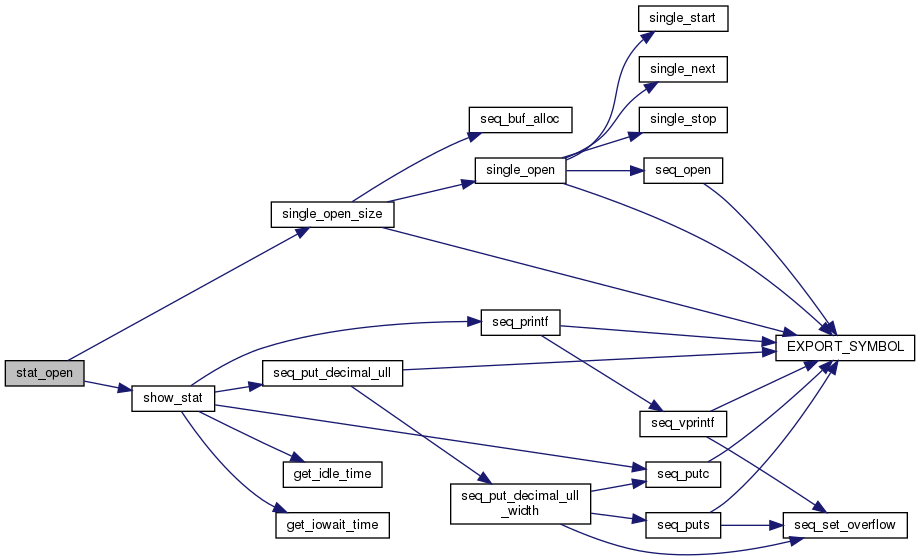 single_start
single_next
seq_buf_alloc
single_stop
single_open
seq_open
single_open_size
seq_printf
EXPORT_SYMBOL
stat_open
seq_put_decimal_ull
show_stat
seq_vprintf
get_idle_time
seq_putc
seq_put_decimal_ull
_width
get_iowait_time
seq_puts
seq_set_overflow